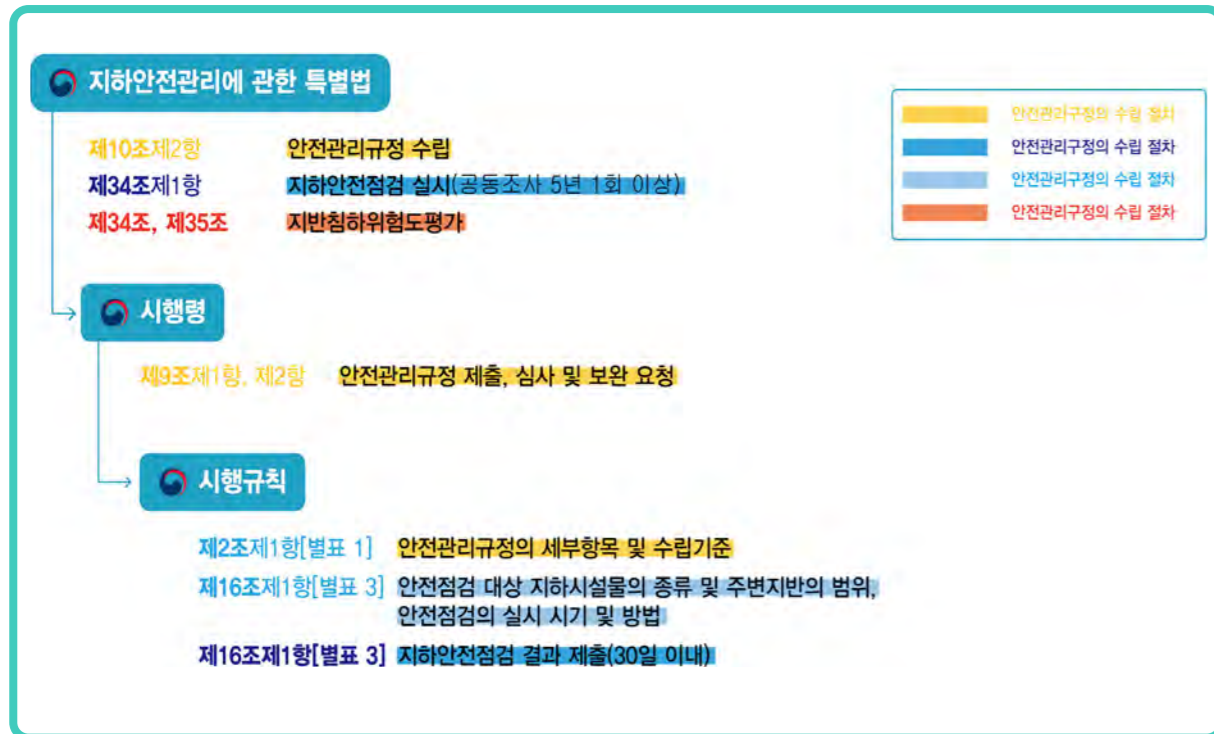 지하안전관리에 관한 특별법
안전관리규정의 수립 절차
안전관리규정의 수립 절차
안전관리규정의 수립 절차
안전관리규정의 수립 절차
제10조제2항 안전관리규정 수립
제34조제1항 지하안전점검 실시(공동조사 5년 1회 이상)
제34조, 제35조 지반침하위험도평가
시행령
제9조제1항, 제2항 안전관리규정 제출, 심사 및 보완 요청
시행규칙
제2조제1항[별표 1] 안전관리규정의 세부항목 및 수립기준
제16조제1항[별표 3] 안전점검 대상 지하시설물의 종류 및 주변지반의 범위,
안전점검의 실시 시기 및 방법
제16조제1항[별표 3] 지하안전점검 결과 제출(30일 이내)